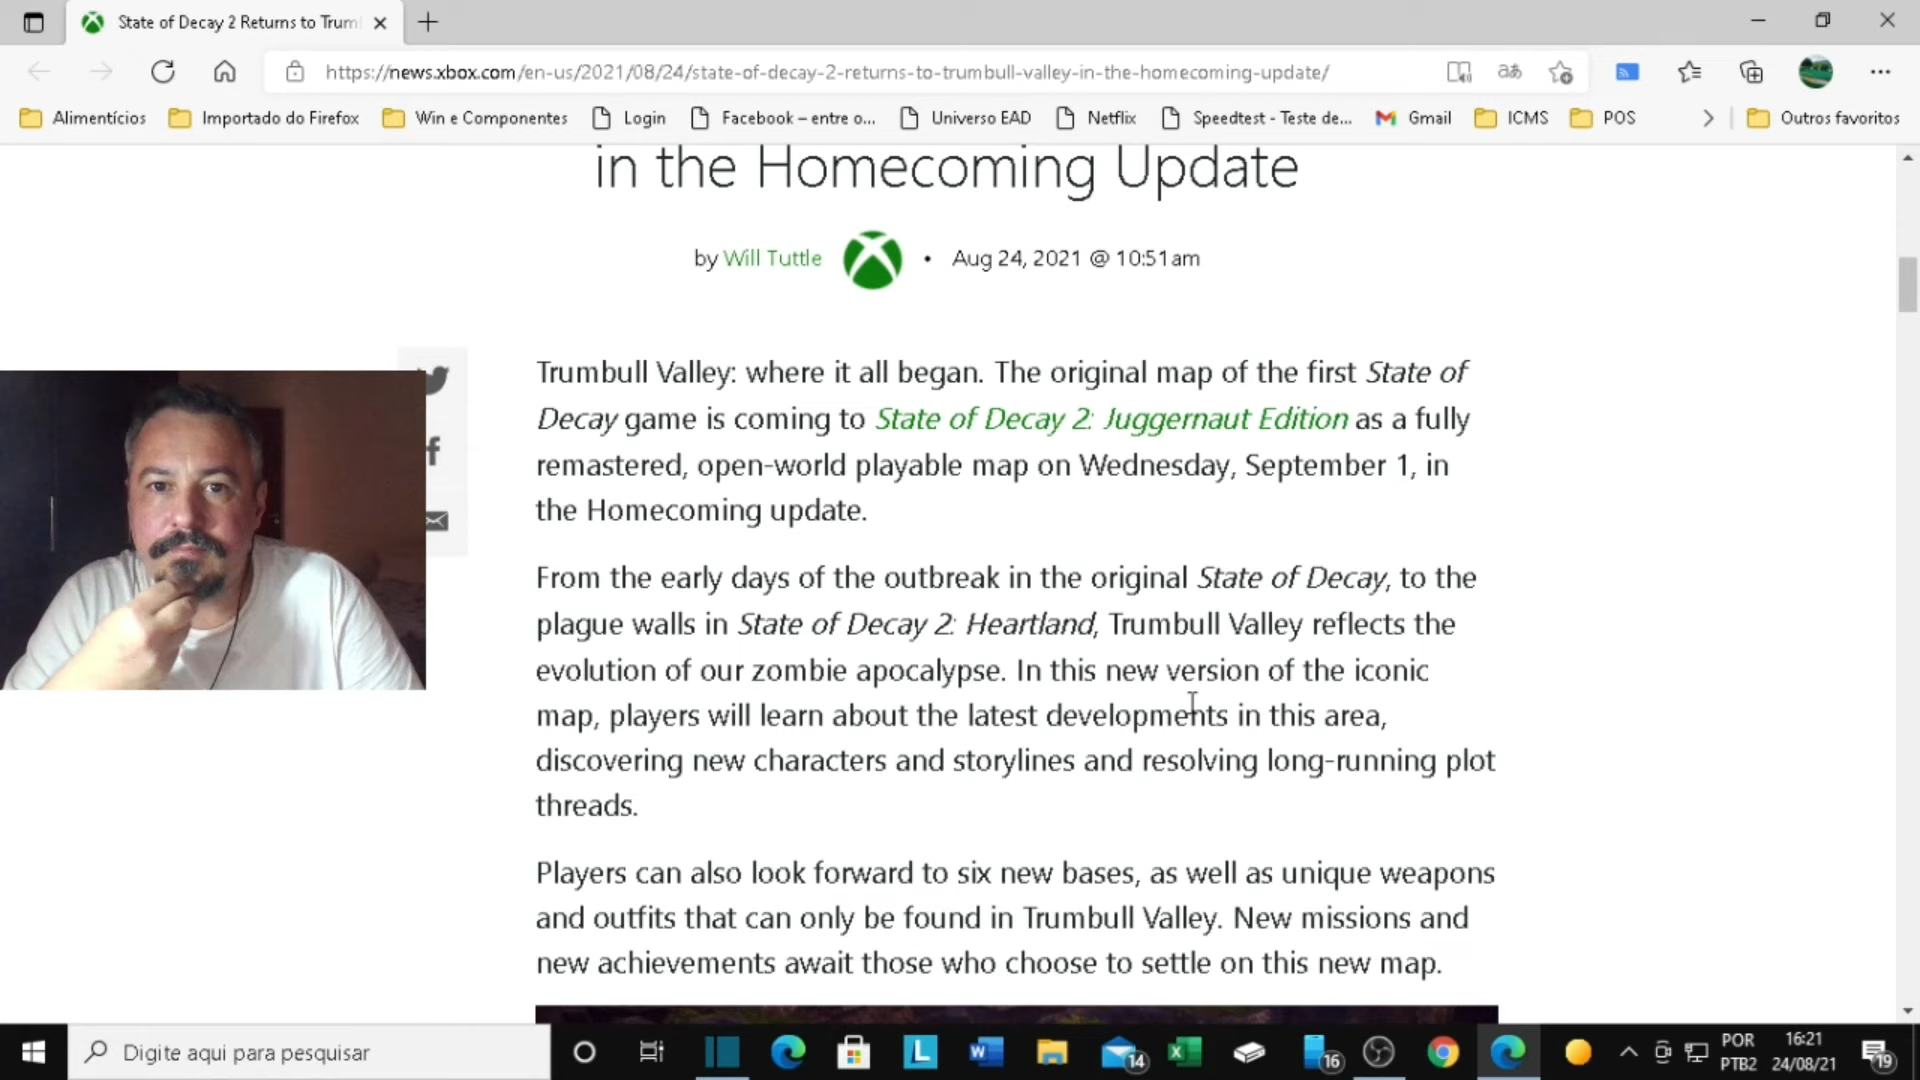 State of Decay 2 Returns to Trum
https://news.xbox.com/en-us/2021/08/24/state-of-decay-2-returns-to-trumbull-valley-in-the-homecoming-update/
aあ
Alimentícios Importado do Firefox Win e Componentes Login Facebook – entre o... Universo EAD Netflix Speedtest - Teste de... Gmail ICMS POS Outros favoritos
in the Homecoming Update
by Will Tuttle • Aug 24, 2021 @ 10:51am
Trumbull Valley: where it all began. The original map of the first State of
Decay game is coming to State of Decay 2: Juggernaut Edition as a fully
remastered, open-world playable map on Wednesday, September 1, in
the Homecoming update.
From the early days of the outbreak in the original State of Decay, to the
plague walls in State of Decay 2: Heartland, Trumbull Valley reflects the
evolution of our zombie apocalypse. In this new version of the iconic
map, players will learn about the latest developments in this area,
discovering new characters and storylines and resolving long-running plot
threads.
Players can also look forward to six new bases, as well as unique weapons
and outfits that can only be found in Trumbull Valley. New missions and
new achievements await those who choose to settle on this new map.
Digite aqui para pesquisar
L
W
14
X
16
POR
PTB2
16:21
24/08/21
19